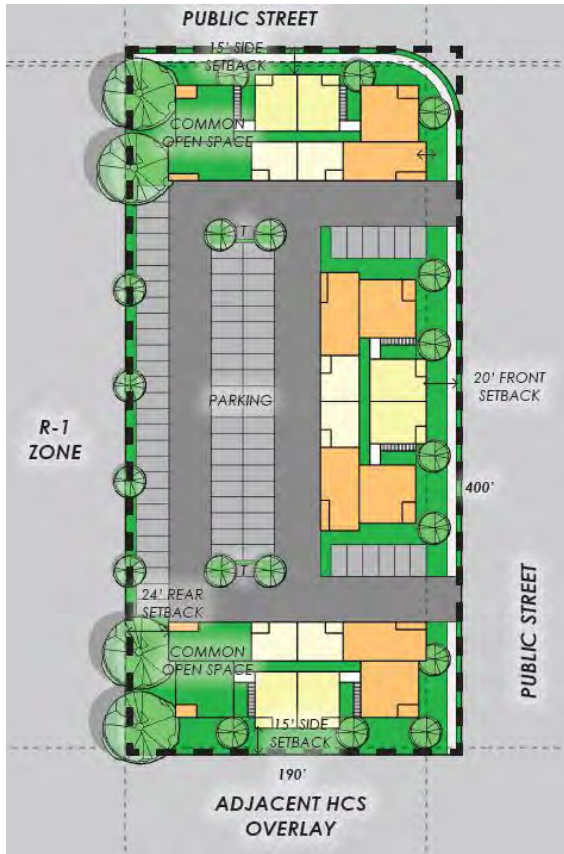 PUBLIC STREET
15' SIDE
SETBACK
COMMON
OPEN SPACE
T
PARKING
20' FRONT
SETBACK
R-1
ZONE
400'
T
24' REAR
SETBACK
COMMON
OPEN SPACE
PUBLIC STREET
15' SIDE
SETBACK
190'
ADJACENT HCS
OVERLAY